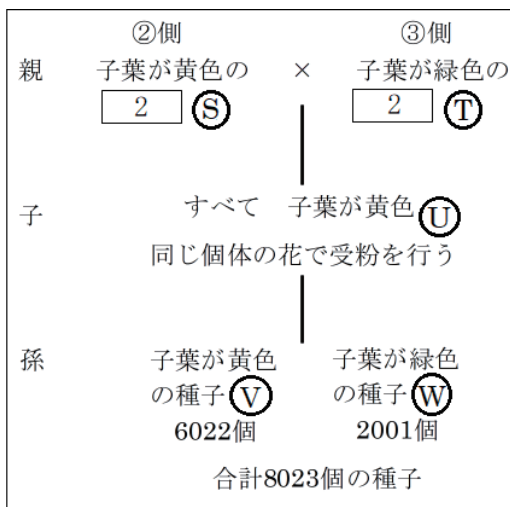 ②側 ③側
親 子葉が黄色の × 子葉が緑色の
2 Ⓢ 2 Ⓣ
子 すべて 子葉が黄色 Ⓤ
同じ個体の花で受粉を行う
孫 子葉が黄色 子葉が緑色
の種子 Ⓥ の種子 Ⓦ
6022個 2001個
合計8023個の種子